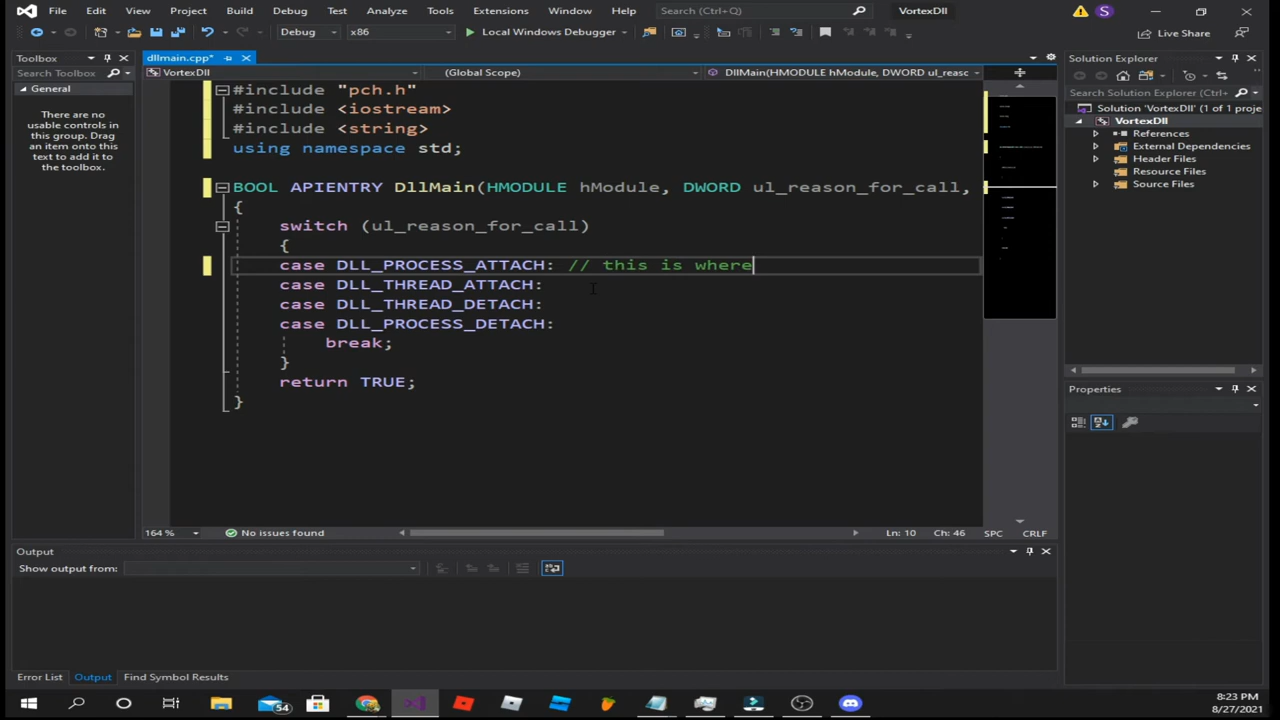 File Edit View Project Build Debug Test Analyze Tools Extensions Window Help Search (Ctrl+Q) VortexDll S
Debug x86 Local Windows Debugger Live Share
Toolbox dllmain.cpp* Solution Explorer
Search Toolbox VortexDll (Global Scope) DllMain(HMODULE hModule, DWORD ul_reasc
General
There are no
usable controls in
this group. Drag
an item onto this
text to add it to
the toolbox.
#include "pch.h"
#include <iostream>
#include <string>
using namespace std;
BOOL APIENTRY DllMain(HMODULE hModule, DWORD ul_reason_for_call,
{
switch (ul_reason_for_call)
{
case DLL_PROCESS_ATTACH: // this is where
case DLL_THREAD_ATTACH:
case DLL_THREAD_DETACH:
case DLL_PROCESS_DETACH:
break;
}
return TRUE;
}
Search Solution Explorer (Ctrl+
Solution 'VortexDll' (1 of 1 proje
VortexDll
References
External Dependencies
Header Files
Resource Files
Source Files
Properties
164 % No issues found Ln: 10 Ch: 46 SPC CRLF
Output
Show output from:
Error List Output Find Symbol Results
54
8:23 PM
8/27/2021